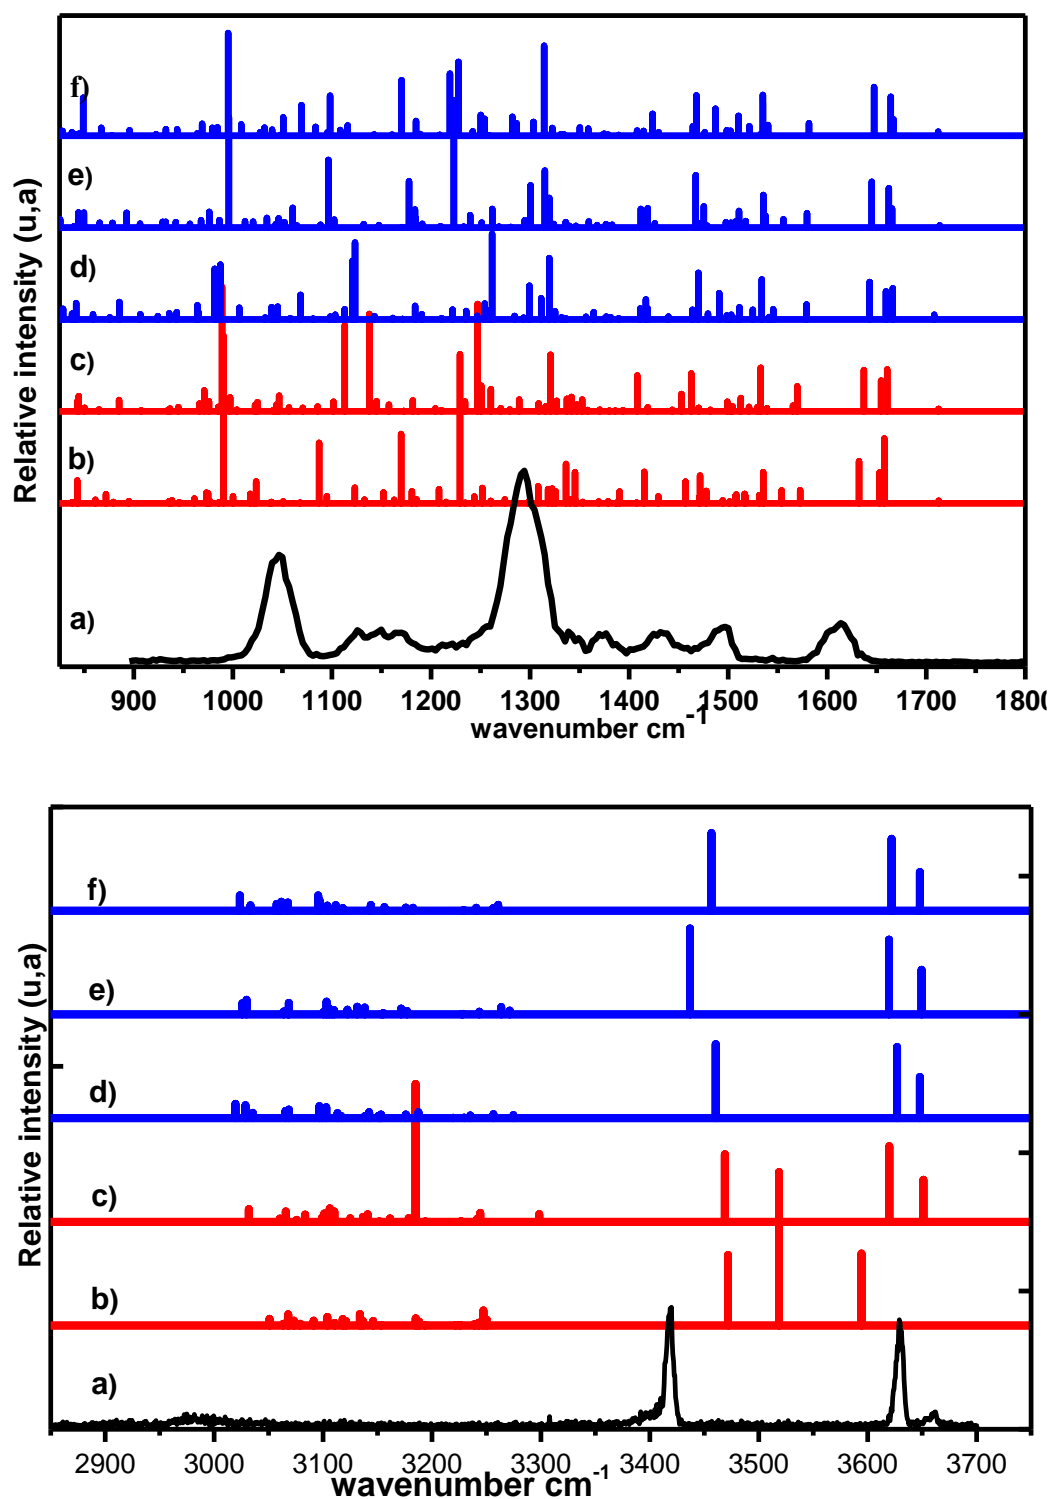 f)
e)
d)
c)
b)
a)
Relative intensity (u,a)
900 1000 1100 1200 1300 1400 1500 1600 1700 180
wavenumber cm-1
f)
e)
d)
c)
b)
a)
Relative intensity (u,a)
2900 3000 3100 3200 3300 3400 3500 3600 3700
wavenumber cm-1